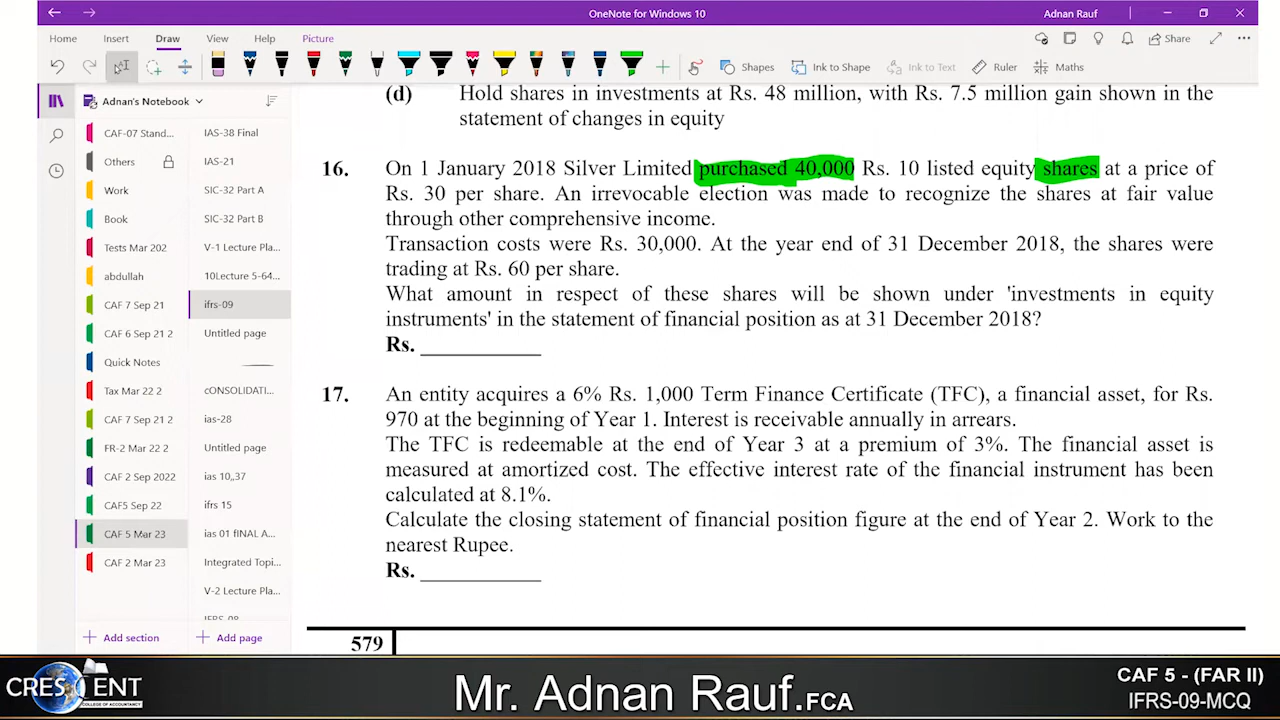 OneNote for Windows 10
Adnan Rauf
Home Insert Draw View Help Picture
Share
Shapes Ink to Shape Ink to Text Ruler Maths
Adnan's Notebook
CAF-07 Stand...
Others
Work
Book
Tests Mar 202
abdullah
CAF 7 Sep 21
CAF 6 Sep 21 2
Quick Notes
Tax Mar 22 2
CAF 7 Sep 21 2
FR-2 Mar 22 2
CAF 2 Sep 2022
CAF5 Sep 22
CAF 5 Mar 23
CAF 2 Mar 23
Add section
IAS-38 Final
IAS-21
SIC-32 Part A
SIC-32 Part B
V-1 Lecture Pla...
10Lecture 5-64...
ifrs-09
Untitled page
cONSOLIDATI...
ias-28
Untitled page
ias 10,,37
ifrs 15
ias 01 fINAL A...
Integrated Topi...
V-2 Lecture Pla...
IFRS-08
Add page
(d) Hold shares in investments at Rs. 48 million, with Rs. 7.5 million gain shown in the
statement of changes in equity
16. On 1 January 2018 Silver Limited purchased 40,000 Rs. 10 listed equity shares at a price of
Rs. 30 per share. An irrevocable election was made to recognize the shares at fair value
through other comprehensive income.
Transaction costs were Rs. 30,000. At the year end of 31 December 2018, the shares were
trading at Rs. 60 per share.
What amount in respect of these shares will be shown under 'investments in equity
instruments' in the statement of financial position as at 31 December 2018?
Rs. ___________
17. An entity acquires a 6% Rs. 1,000 Term Finance Certificate (TFC), a financial asset, for Rs.
970 at the beginning of Year 1. Interest is receivable annually in arrears.
The TFC is redeemable at the end of Year 3 at a premium of 3%. The financial asset is
measured at amortized cost. The effective interest rate of the financial instrument has been
calculated at 8.1%.
Calculate the closing statement of financial position figure at the end of Year 2. Work to the
nearest Rupee.
Rs. ___________
579
CRESCENT
COLLEGE OF ACCOUNTANCY
Mr. Adnan Rauf.FCA
CAF 5 - (FAR II)
IFRS-09-MCQ